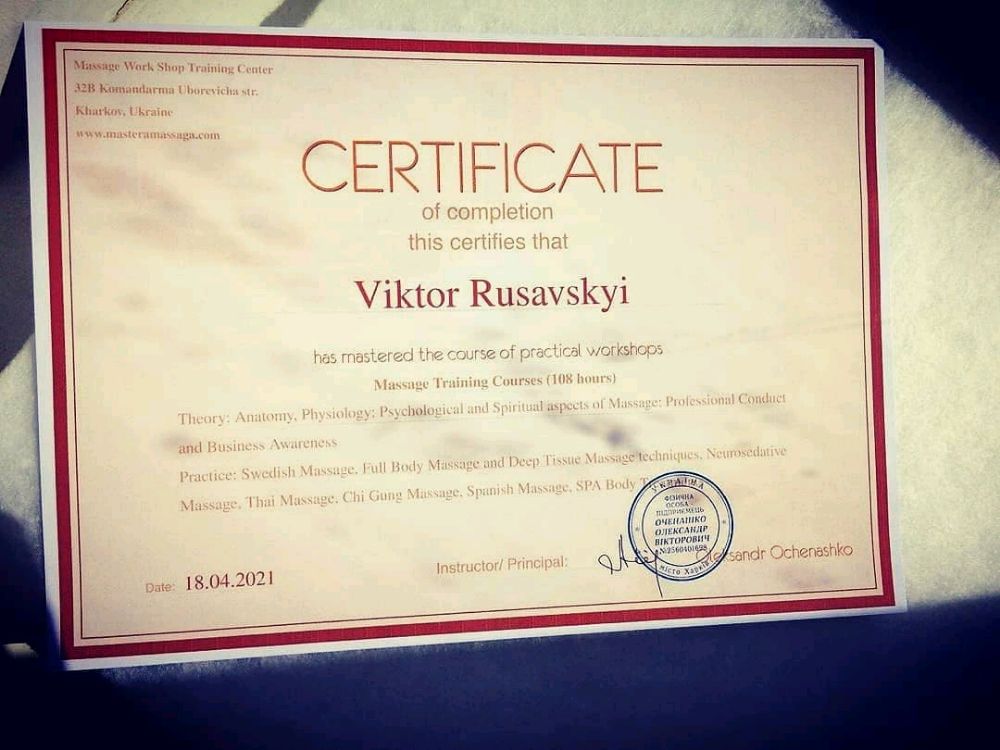 Massage Work Shop Training Center
32B Komandarma Uborevicha str.
Kharkov, Ukraine
www.masteramassaga.com
CERTIFICATE
of completion
this certifies that
Viktor Rusavskyi
has mastered the course of practical workshops
Massage Training Courses (108 hours)
Theory: Anatomy, Physiology; Psychological and Spiritual aspects of Massage; Professional Conduct
and Business Awareness
Practice: Swedish Massage, Full Body Massage and Deep Tissue Massage techniques, Neurosedative
Massage, Thai Massage, Chi Gung Massage, Spanish Massage, SPA Body
УКРАЇНА
ФІЗИЧНА
ОСОБА -
ПІДПРИЄМЕЦЬ
ОЧЕНАШКО
ОЛЕКСАНДР
ВІКТОРОВИЧ
місто Харків
Instructor/ Principal:
Oleksandr Ochenashko
Date: 18.04.2021